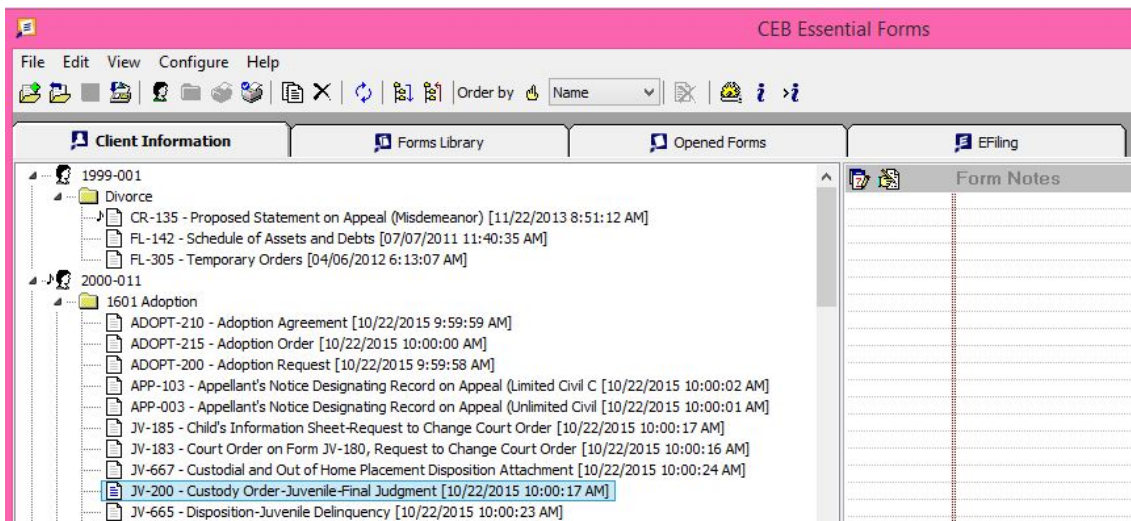 CEB Essential Forms
File Edit View Configure Help
Order by Name
Client Information Forms Library Opened Forms EFiling
1999-001 Form Notes
Divorce
CR-135 - Proposed Statement on Appeal (Misdemeanor) [11/22/2013 8:51:12 AM]
FL-142 - Schedule of Assets and Debts [07/07/2011 11:40:35 AM]
FL-305 - Temporary Orders [04/06/2012 6:13:07 AM]
2000-011
1601 Adoption
ADOPT-210 - Adoption Agreement [10/22/2015 9:59:59 AM]
ADOPT-215 - Adoption Order [10/22/2015 10:00:00 AM]
ADOPT-200 - Adoption Request [10/22/2015 9:59:58 AM]
APP-103 - Appellant's Notice Designating Record on Appeal (Limited Civil C [10/22/2015 10:00:02 AM]
APP-003 - Appellant's Notice Designating Record on Appeal (Unlimited Civil [10/22/2015 10:00:01 AM]
JV-185 - Child's Information Sheet-Request to Change Court Order [10/22/2015 10:00:17 AM]
JV-183 - Court Order on Form JV-180, Request to Change Court Order [10/22/2015 10:00:16 AM]
JV-667 - Custodial and Out of Home Placement Disposition Attachment [10/22/2015 10:00:24 AM]
JV-200 - Custody Order-Juvenile-Final Judgment [10/22/2015 10:00:17 AM]
JV-665 - Disposition-Juvenile Delinquency [10/22/2015 10:00:23 AM]